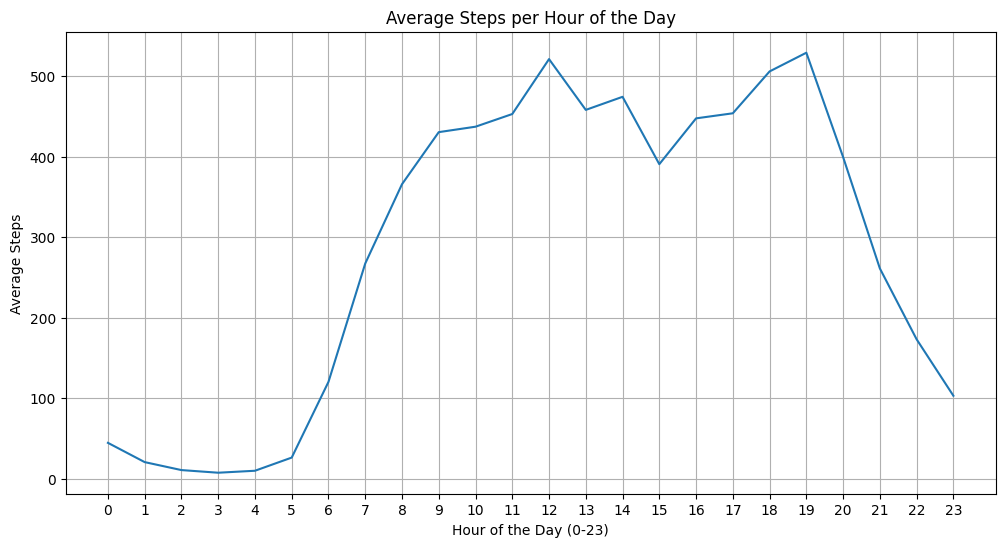 Average Steps per Hour of the Day
Average Steps
500
400
300
200
100
0
0 1 2 3 4 5 6 7 8 9 10 11 12 13 14 15 16 17 18 19 20 21 22 23
Hour of the Day (0-23)